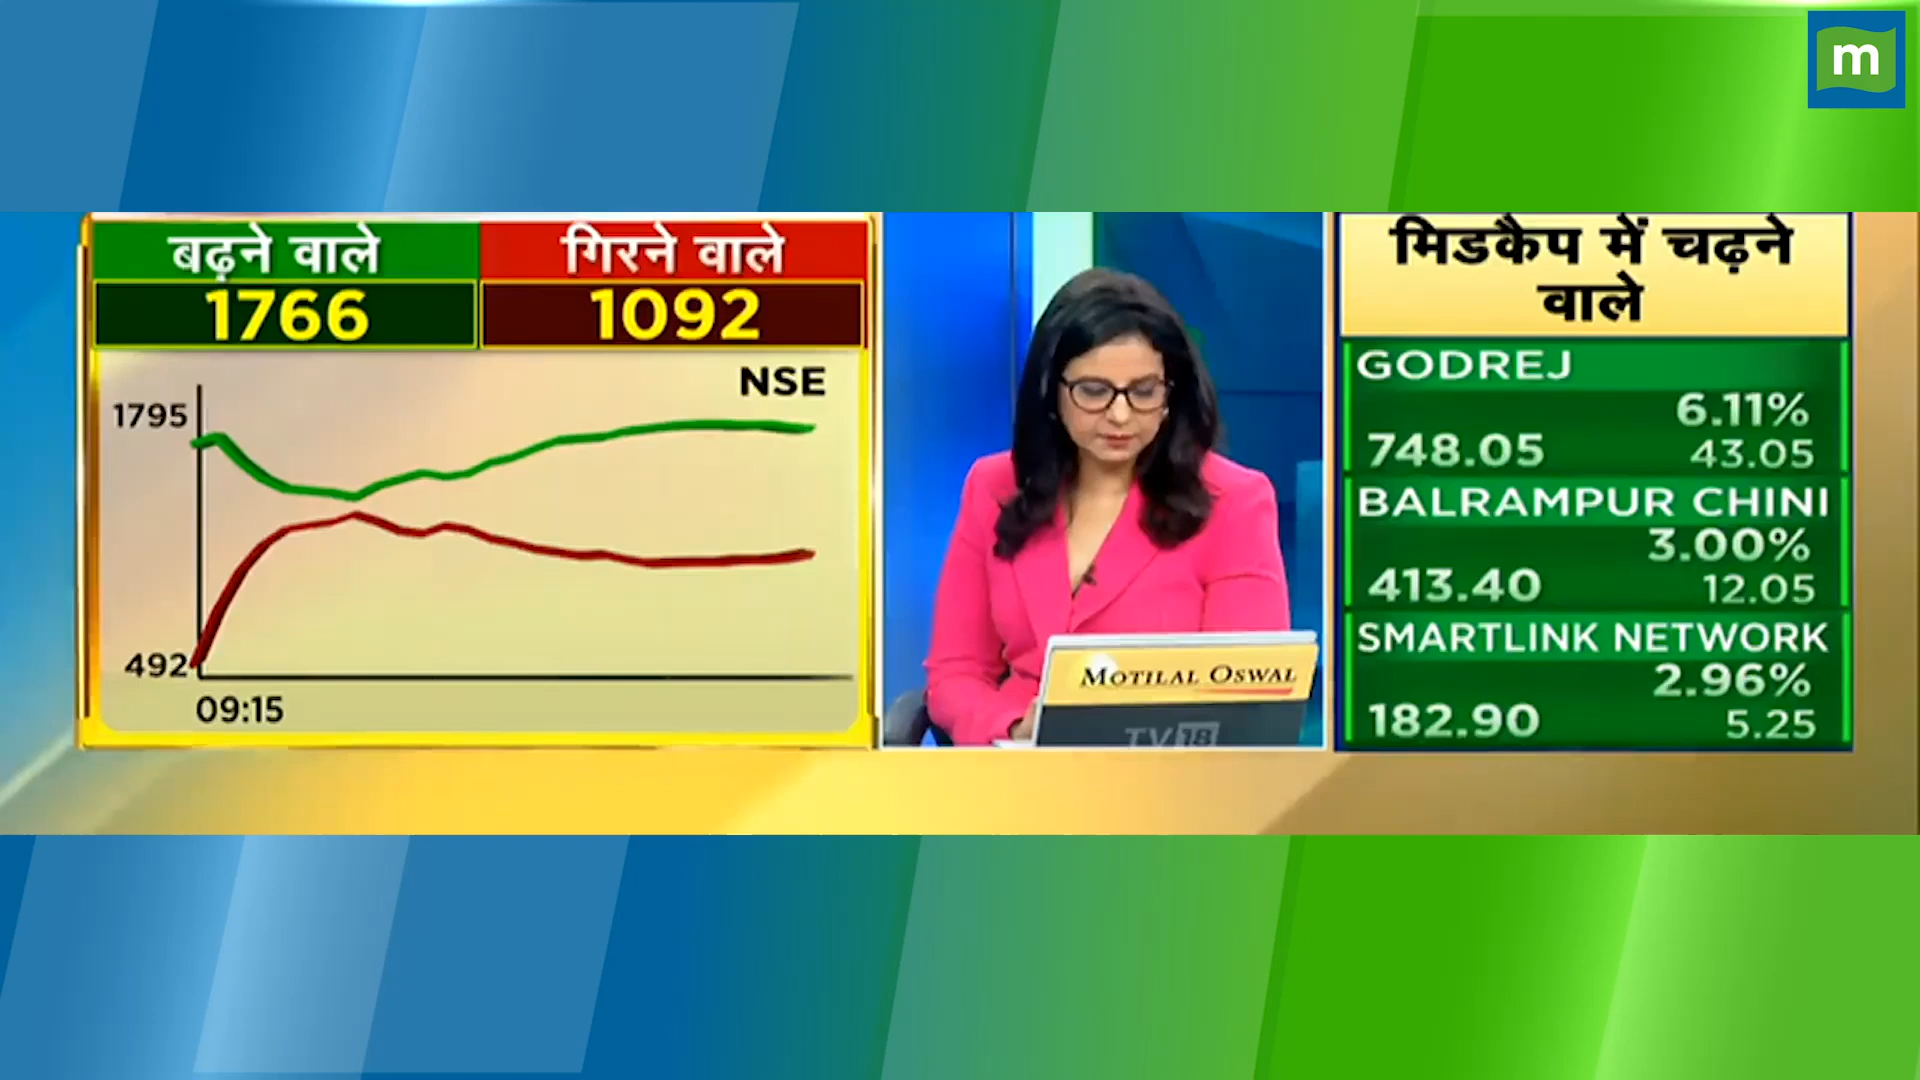 m
बढ़ने वाले
गिरने वाले
1766
1092
NSE
1795
492
09:15
MOTILAL OSWAL
TV18
मिडकैप में चढ़ने
वाले
GODREJ
6.11%
748.05 43.05
BALRAMPUR CHINI
3.00%
413.40 12.05
SMARTLINK NETWORK
2.96%
182.90 5.25